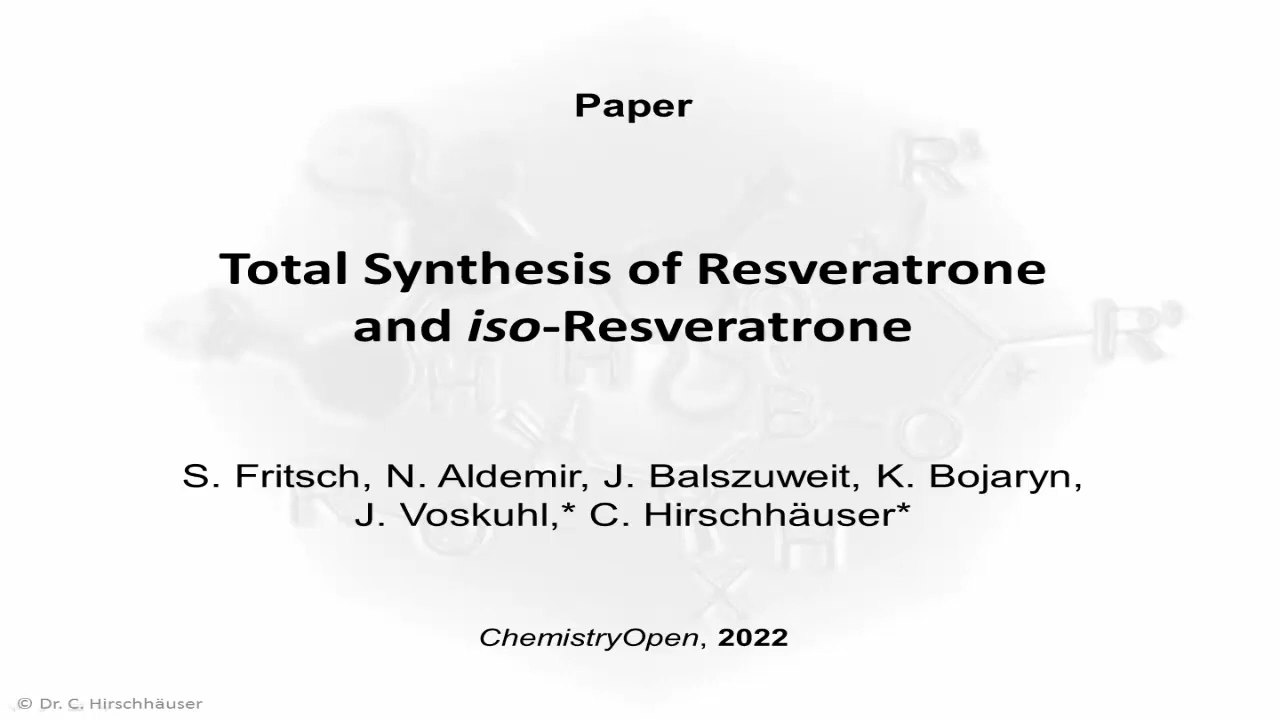 Paper
Total Synthesis of Resveratrone
and iso-Resveratrone
S. Fritsch, N. Aldemir, J. Balszuweit, K. Bojaryn,
J. Voskuhl,* C. Hirschhäuser*
ChemistryOpen, 2022
© Dr. C. Hirschhäuser